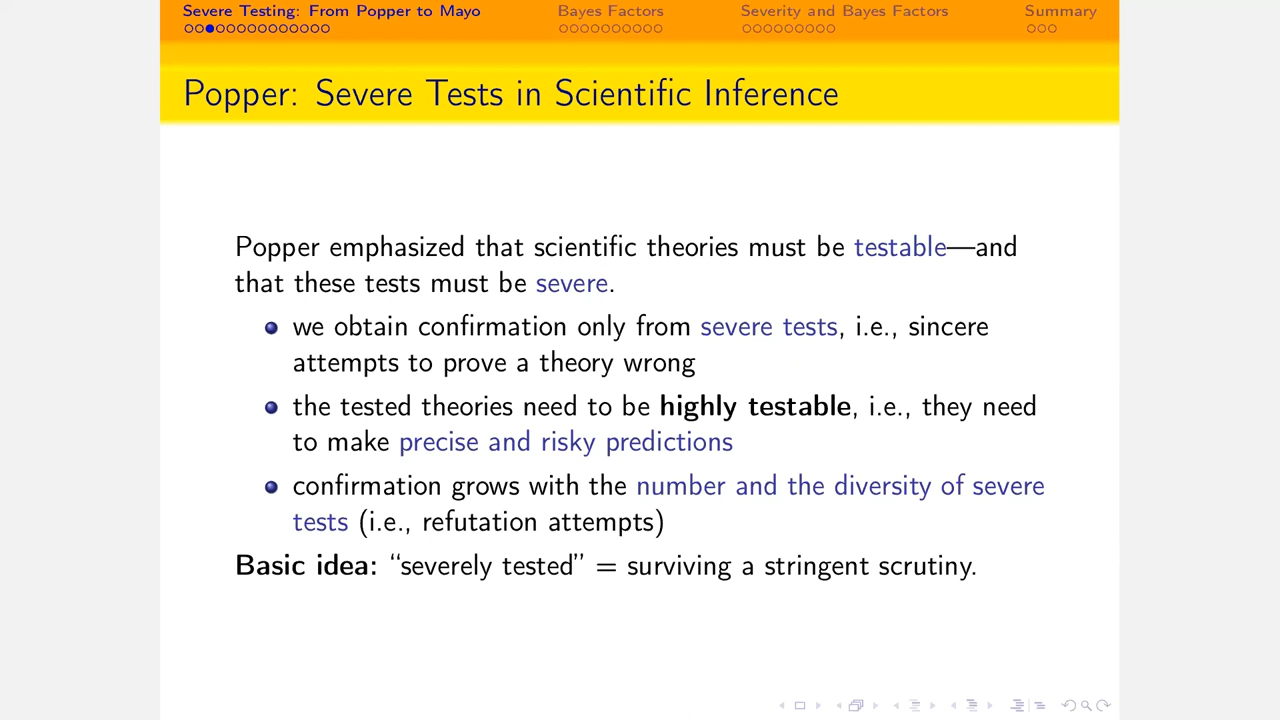 Severe Testing: From Popper to Mayo Bayes Factors Severity and Bayes Factors Summary
Popper: Severe Tests in Scientific Inference
Popper emphasized that scientific theories must be testable—and
that these tests must be severe.
we obtain confirmation only from severe tests, i.e., sincere
attempts to prove a theory wrong
the tested theories need to be highly testable, i.e., they need
to make precise and risky predictions
confirmation grows with the number and the diversity of severe
tests (i.e., refutation attempts)
Basic idea: “severely tested” = surviving a stringent scrutiny.